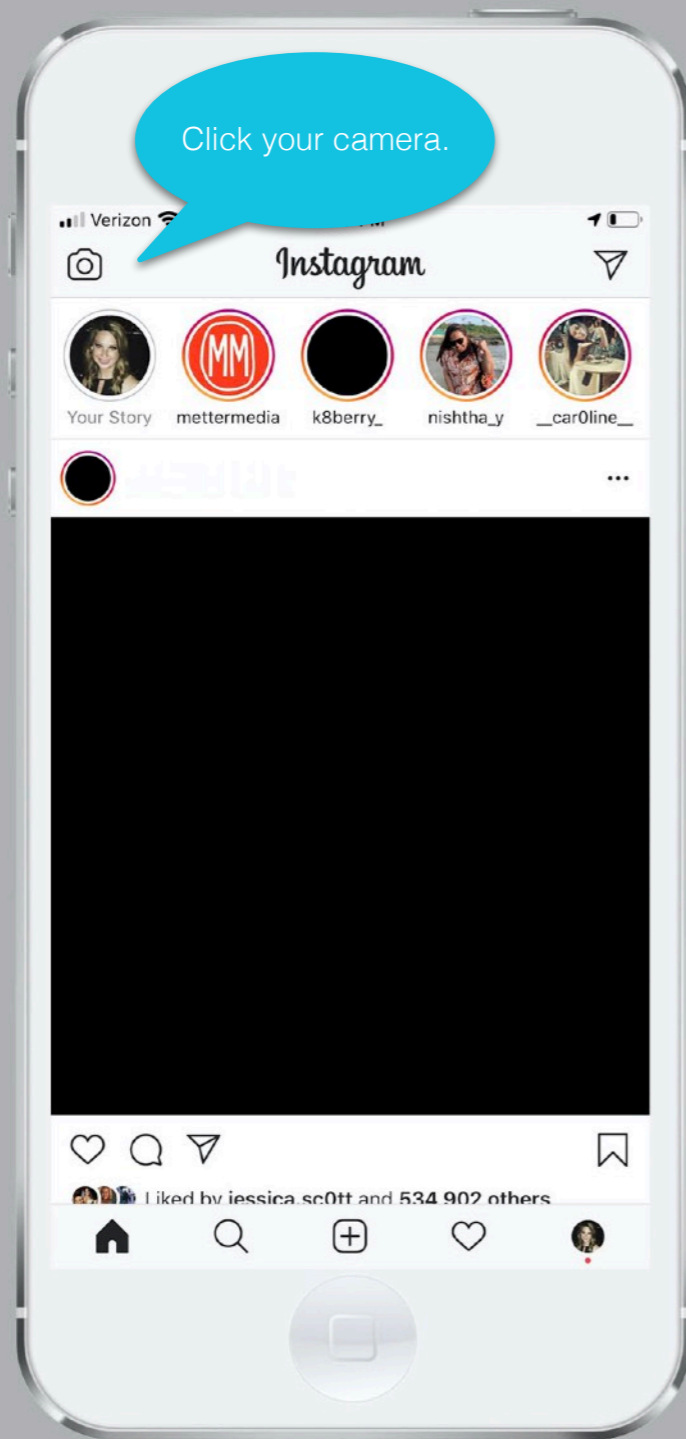 Click your camera.
Verizon
Instagram
MM
Your Story mettermedia k8berry_ nishtha_y __car0line__
Liked by jessica.sc0tt and 534,902 others